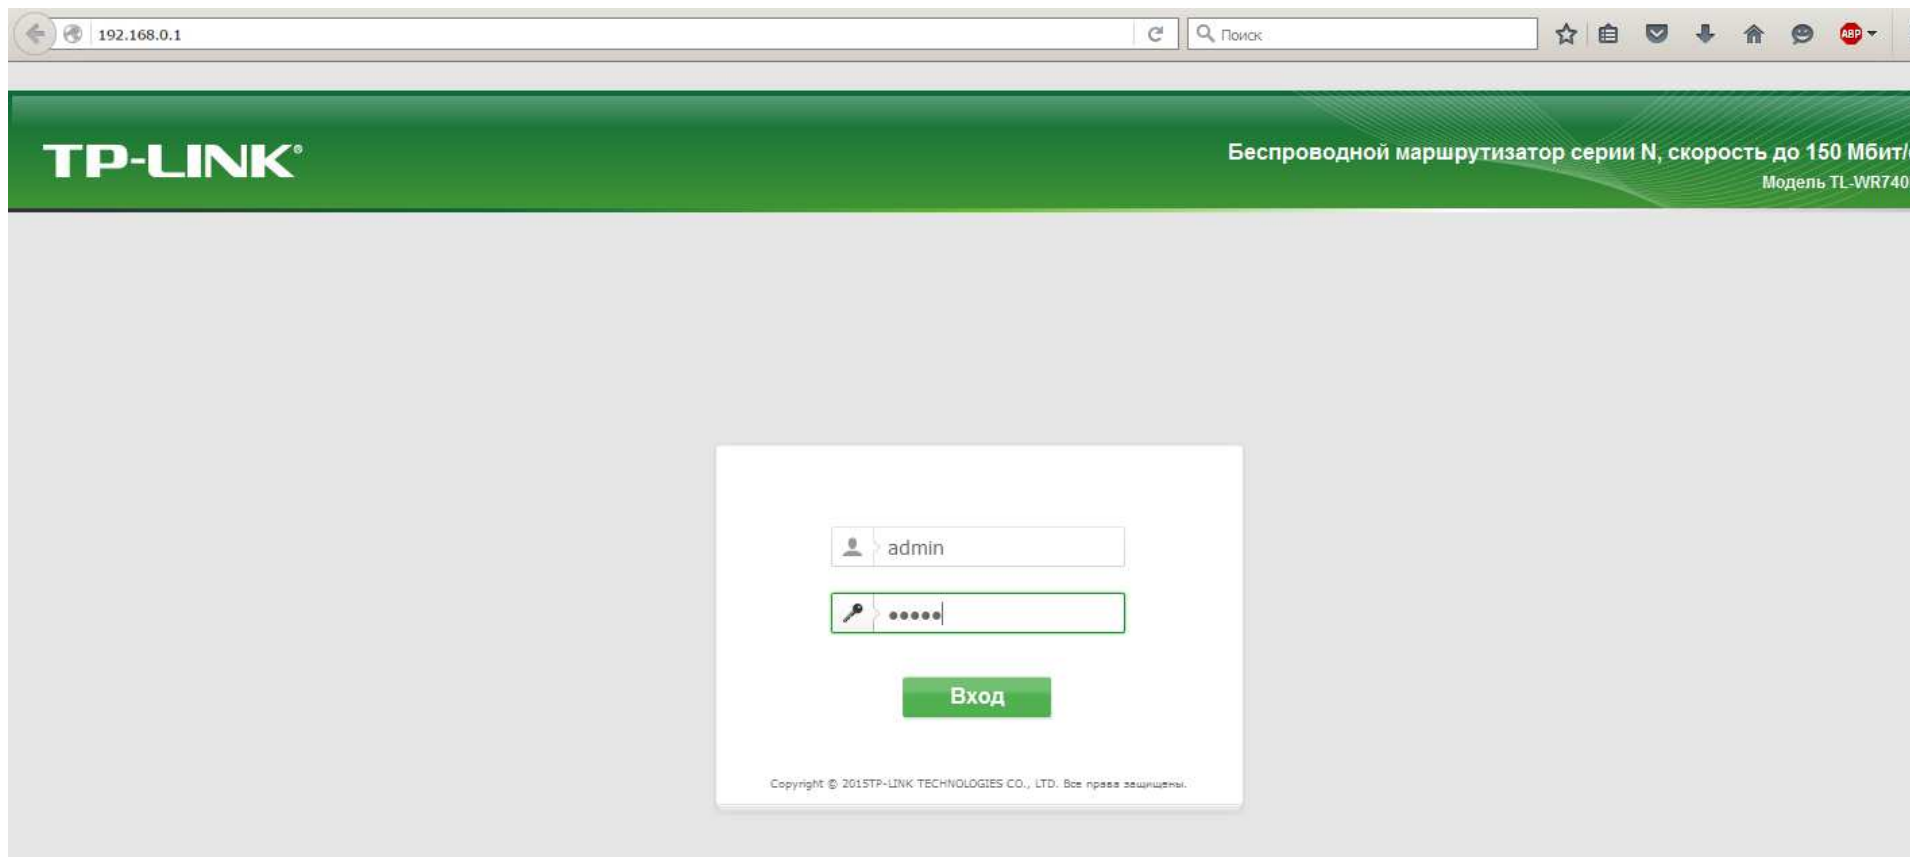 192.168.0.1
Поиск
ABP
TP-LINK®
Беспроводной маршрутизатор серии N, скорость до 150 Мбит/
Модель TL-WR740
admin
•••••
Вход
Copyright © 2015TP-LINK TECHNOLOGIES CO., LTD. Все права защищены.